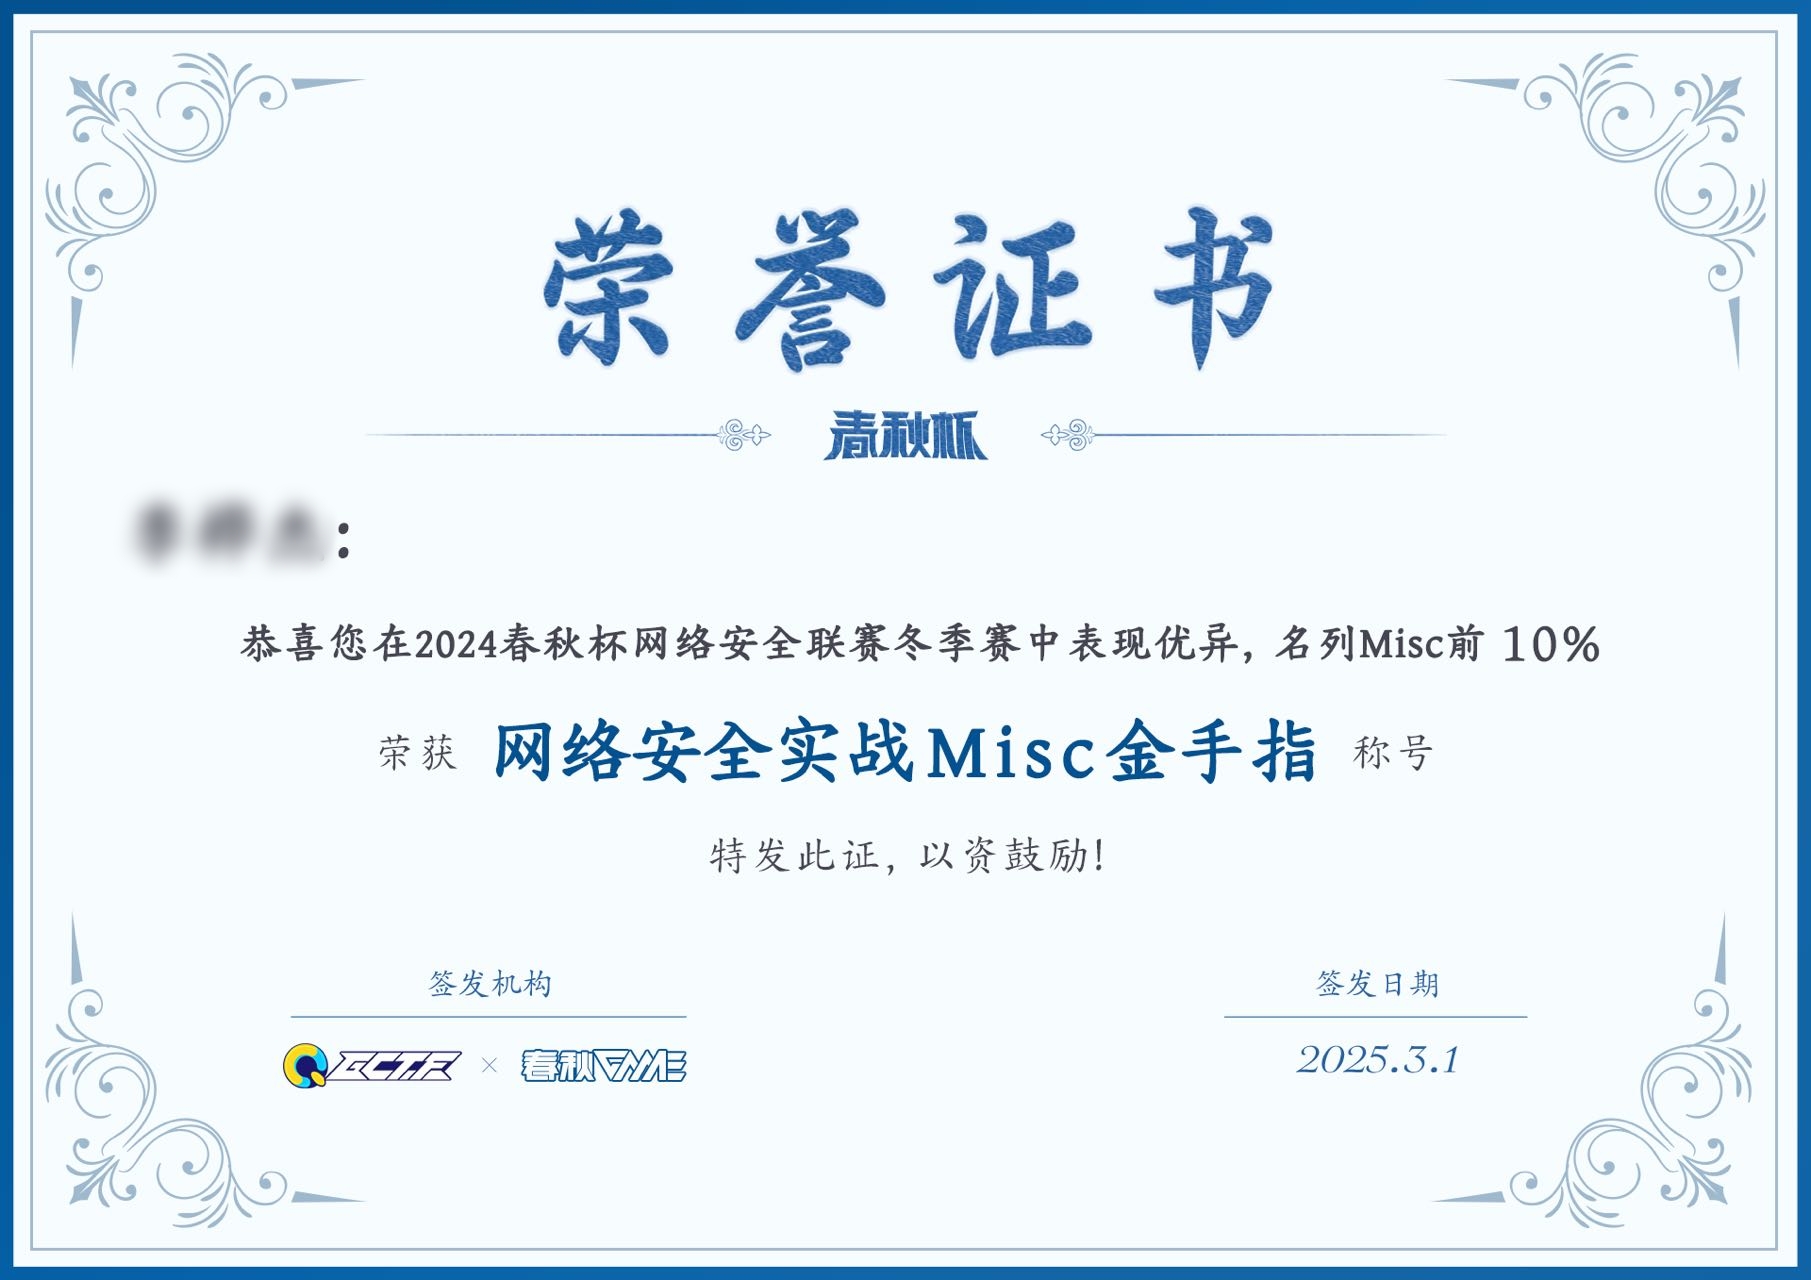 荣誉证书
春秋杯
:
恭喜您在2024春秋杯网络安全联赛冬季赛中表现优异, 名列Misc前 10%
荣获 网络安全实战Misc金手指 称号
特发此证, 以资鼓励!
签发机构 签发日期
春秋GAME 2025.3.1